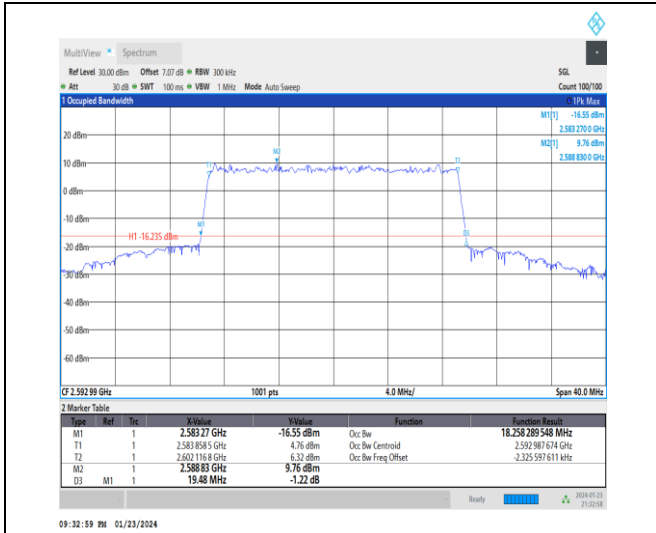 MultiView Spectrum
Ref Level 30.00 dBm Offset 7.07 dB RBW 300 kHz SGL
Att 30 dB SWT 100 ms VBW 1 MHz Mode Auto Sweep Count 100/100
1 Occupied Bandwidth 1Pk Max
M1[1] -16.55 dBm
2.583 270 0 GHz
M2[1] 9.76 dBm
2.588 830 0 GHz
20 dBm
M2
T1
T2
10 dBm
0 dBm
-10 dBm
M1
H1 -16.235 dBm
D3
-20 dBm
-30 dBm
-40 dBm
-50 dBm
-60 dBm
CF 2.592 99 GHz 1001 pts 4.0 MHz/ Span 40.0 MHz
2 Marker Table
Type Ref Trc X-Value Y-Value Function Function Result
M1 1 2.583 27 GHz -16.55 dBm Occ Bw 18.258 289 548 MHz
T1 1 2.583 858 5 GHz 4.76 dBm Occ Bw Centroid 2.592 987 674 GHz
T2 1 2.602 116 8 GHz 6.32 dBm Occ Bw Freq Offset -2.325 597 611 kHz
M2 1 2.588 83 GHz 9.76 dBm
D3 M1 1 19.48 MHz -1.22 dB
Ready 2024-01-23
21:32:58
09:32:59 PM 01/23/2024